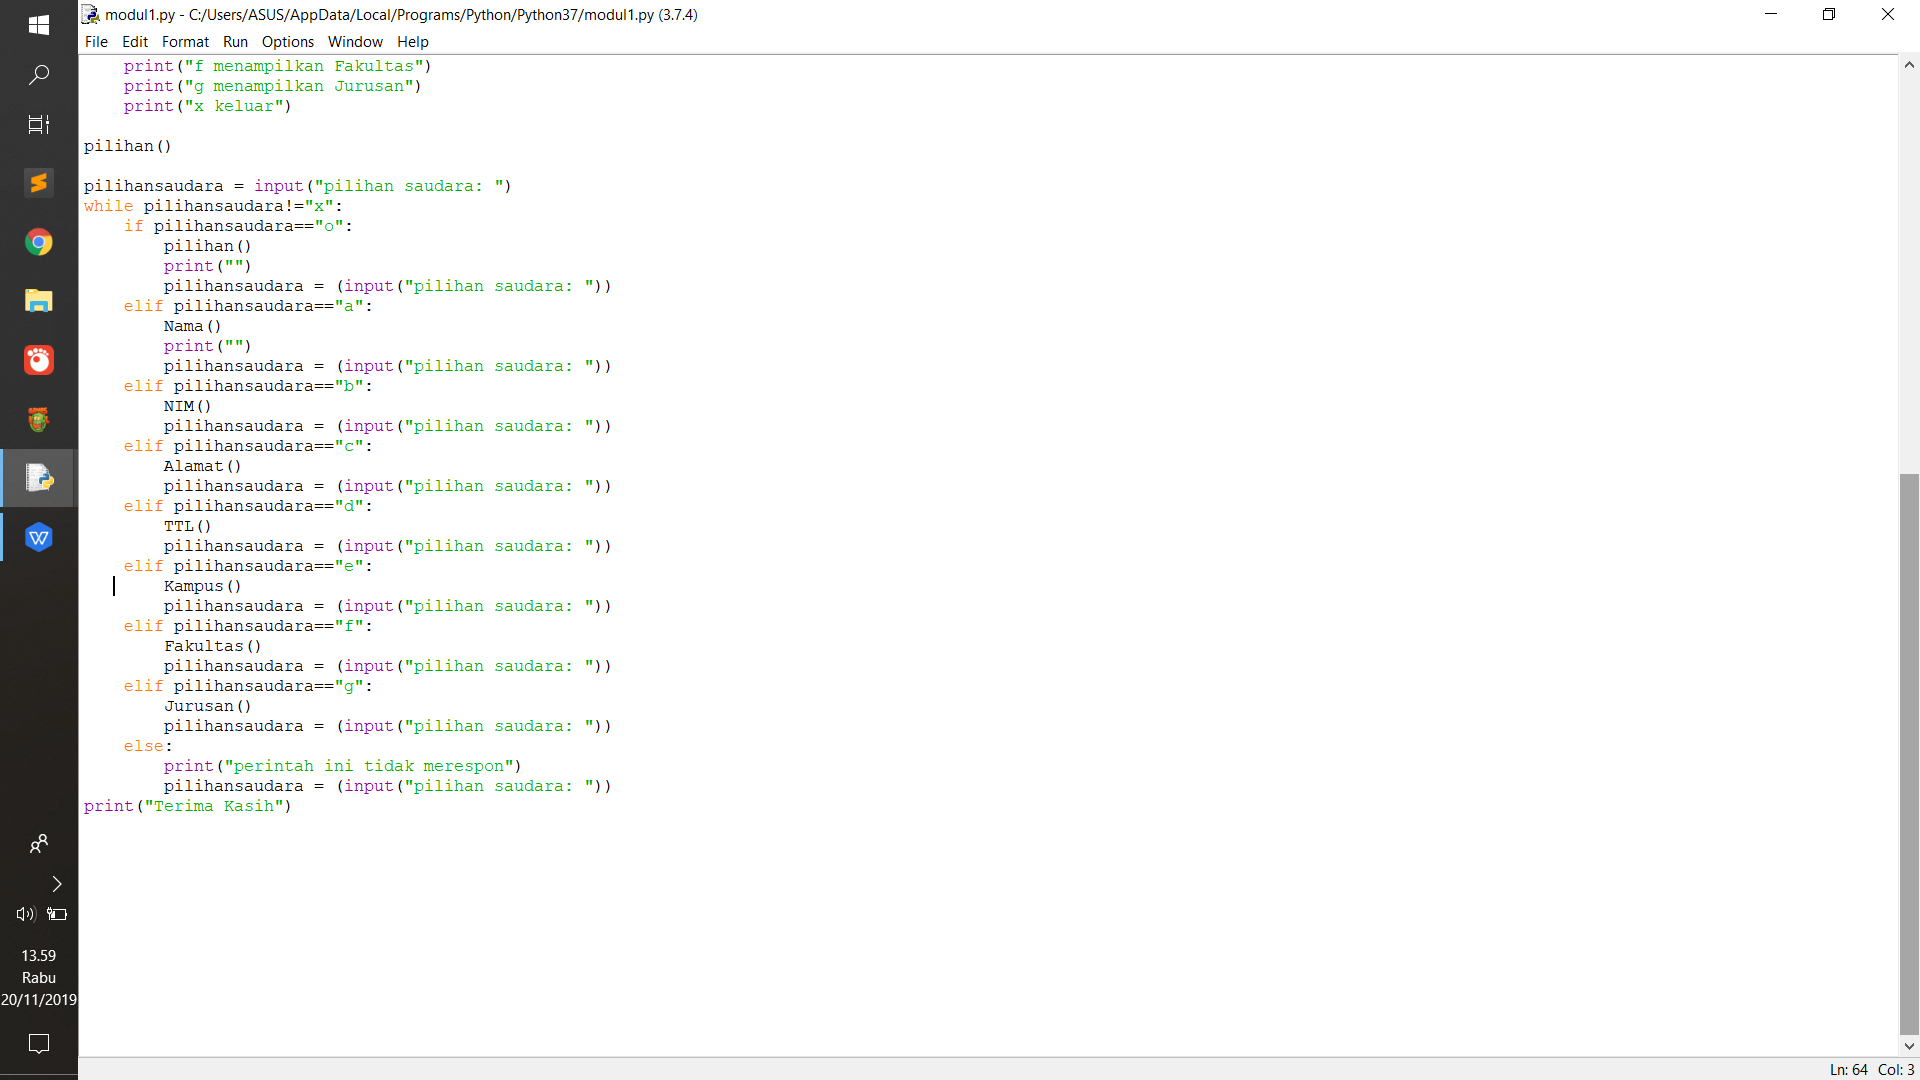 modul1.py - C:/Users/ASUS/AppData/Local/Programs/Python/Python37/modul1.py (3.7.4)
File Edit Format Run Options Window Help
    print("f menampilkan Fakultas")
    print("g menampilkan Jurusan")
    print("x keluar")

pilihan()

pilihansaudara = input("pilihan saudara: ")
while pilihansaudara!="x":
    if pilihansaudara=="o":
        pilihan()
        print("")
        pilihansaudara = (input("pilihan saudara: "))
    elif pilihansaudara=="a":
        Nama()
        print("")
        pilihansaudara = (input("pilihan saudara: "))
    elif pilihansaudara=="b":
        NIM()
        pilihansaudara = (input("pilihan saudara: "))
    elif pilihansaudara=="c":
        Alamat()
        pilihansaudara = (input("pilihan saudara: "))
    elif pilihansaudara=="d":
        TTL()
        pilihansaudara = (input("pilihan saudara: "))
    elif pilihansaudara=="e":
        Kampus()
        pilihansaudara = (input("pilihan saudara: "))
    elif pilihansaudara=="f":
        Fakultas()
        pilihansaudara = (input("pilihan saudara: "))
    elif pilihansaudara=="g":
        Jurusan()
        pilihansaudara = (input("pilihan saudara: "))
    else:
        print("perintah ini tidak merespon")
        pilihansaudara = (input("pilihan saudara: "))
print("Terima Kasih")
13.59
Rabu
20/11/2019
Ln: 64 Col: 3